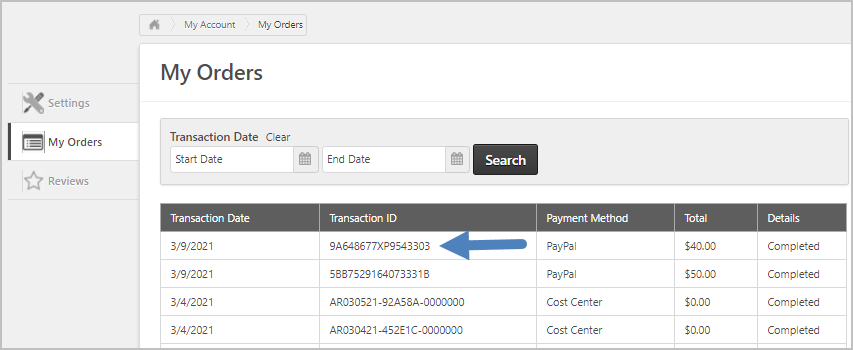 My Account My Orders
My Orders
Settings
My Orders
Reviews
Transaction Date Clear
Start Date End Date Search
Transaction Date Transaction ID Payment Method Total Details
3/9/2021 9A648677XP9543303 PayPal $40.00 Completed
3/9/2021 5BB7529164073331B PayPal $50.00 Completed
3/4/2021 AR030521-92A58A-0000000 Cost Center $0.00 Completed
3/4/2021 AR030421-452E1C-0000000 Cost Center $0.00 Completed